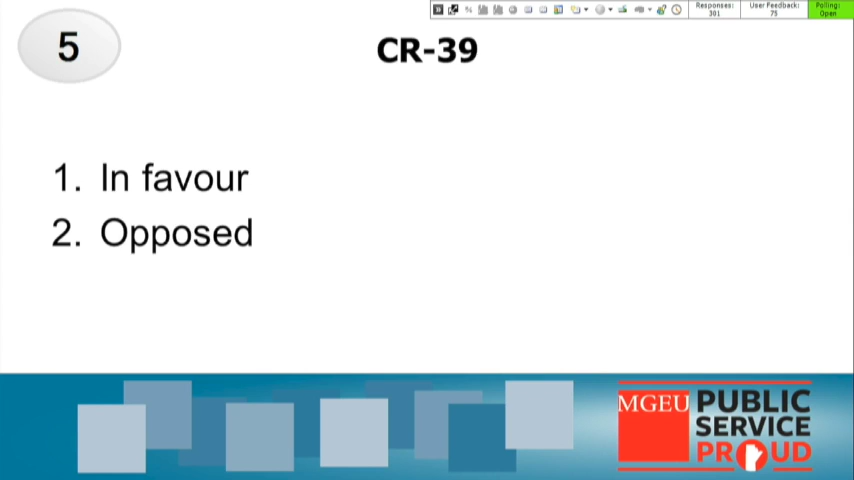 Responses: User Feedback: Polling:
301 75 Open
5
CR-39
1. In favour
2. Opposed
MGEU PUBLIC
SERVICE
PROUD